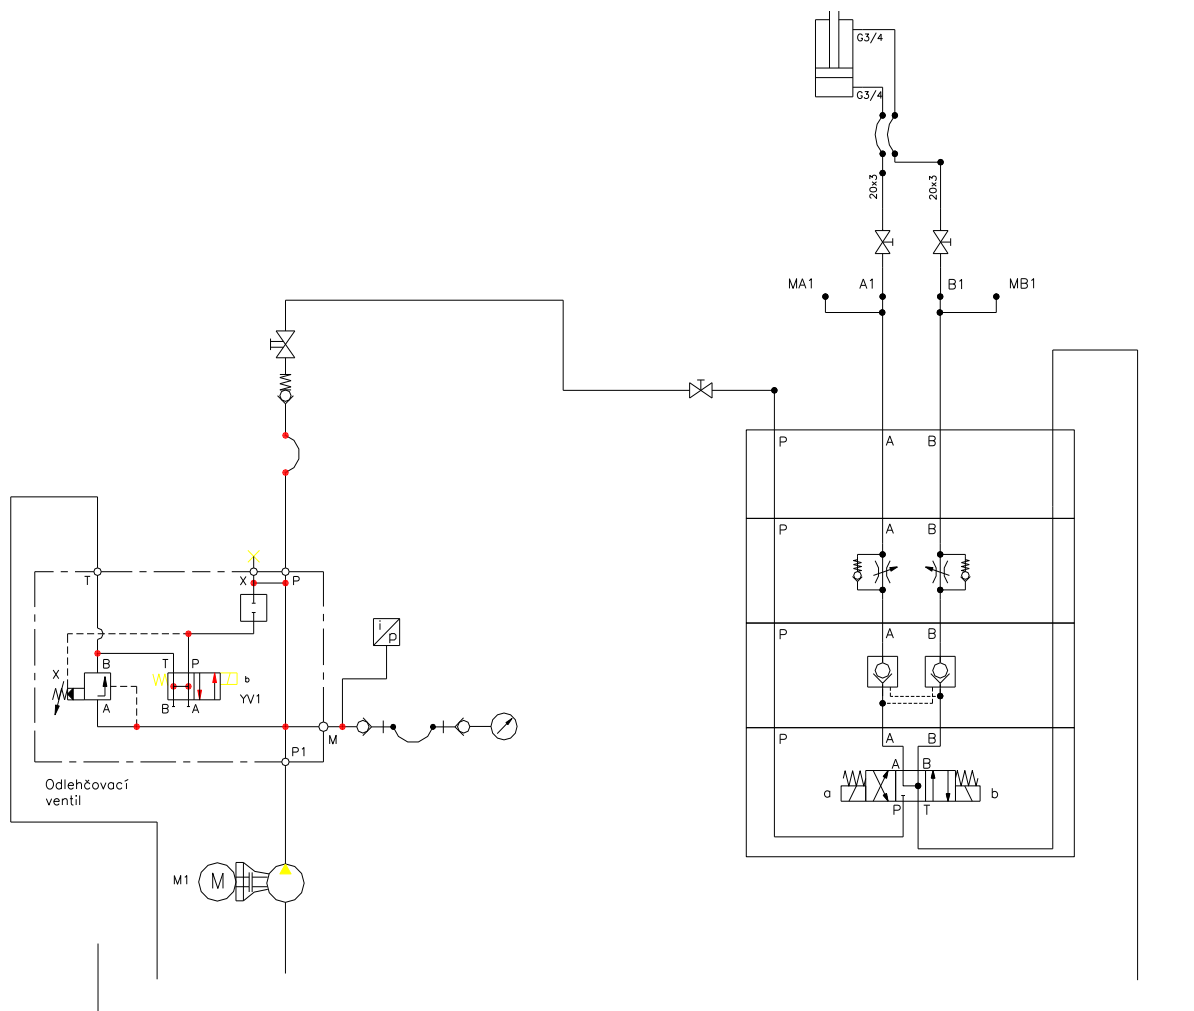 G3/4
G3/4
20x3
20x3
MA1
A1
B1
MB1
P
A
B
P
A
B
X
P
T
i
p
P
A
B
X
B
T
P
b
YV1
A
B
A
M
P
A
B
P1
A
B
Odlehčovací
ventil
a
b
P
T
M1
M